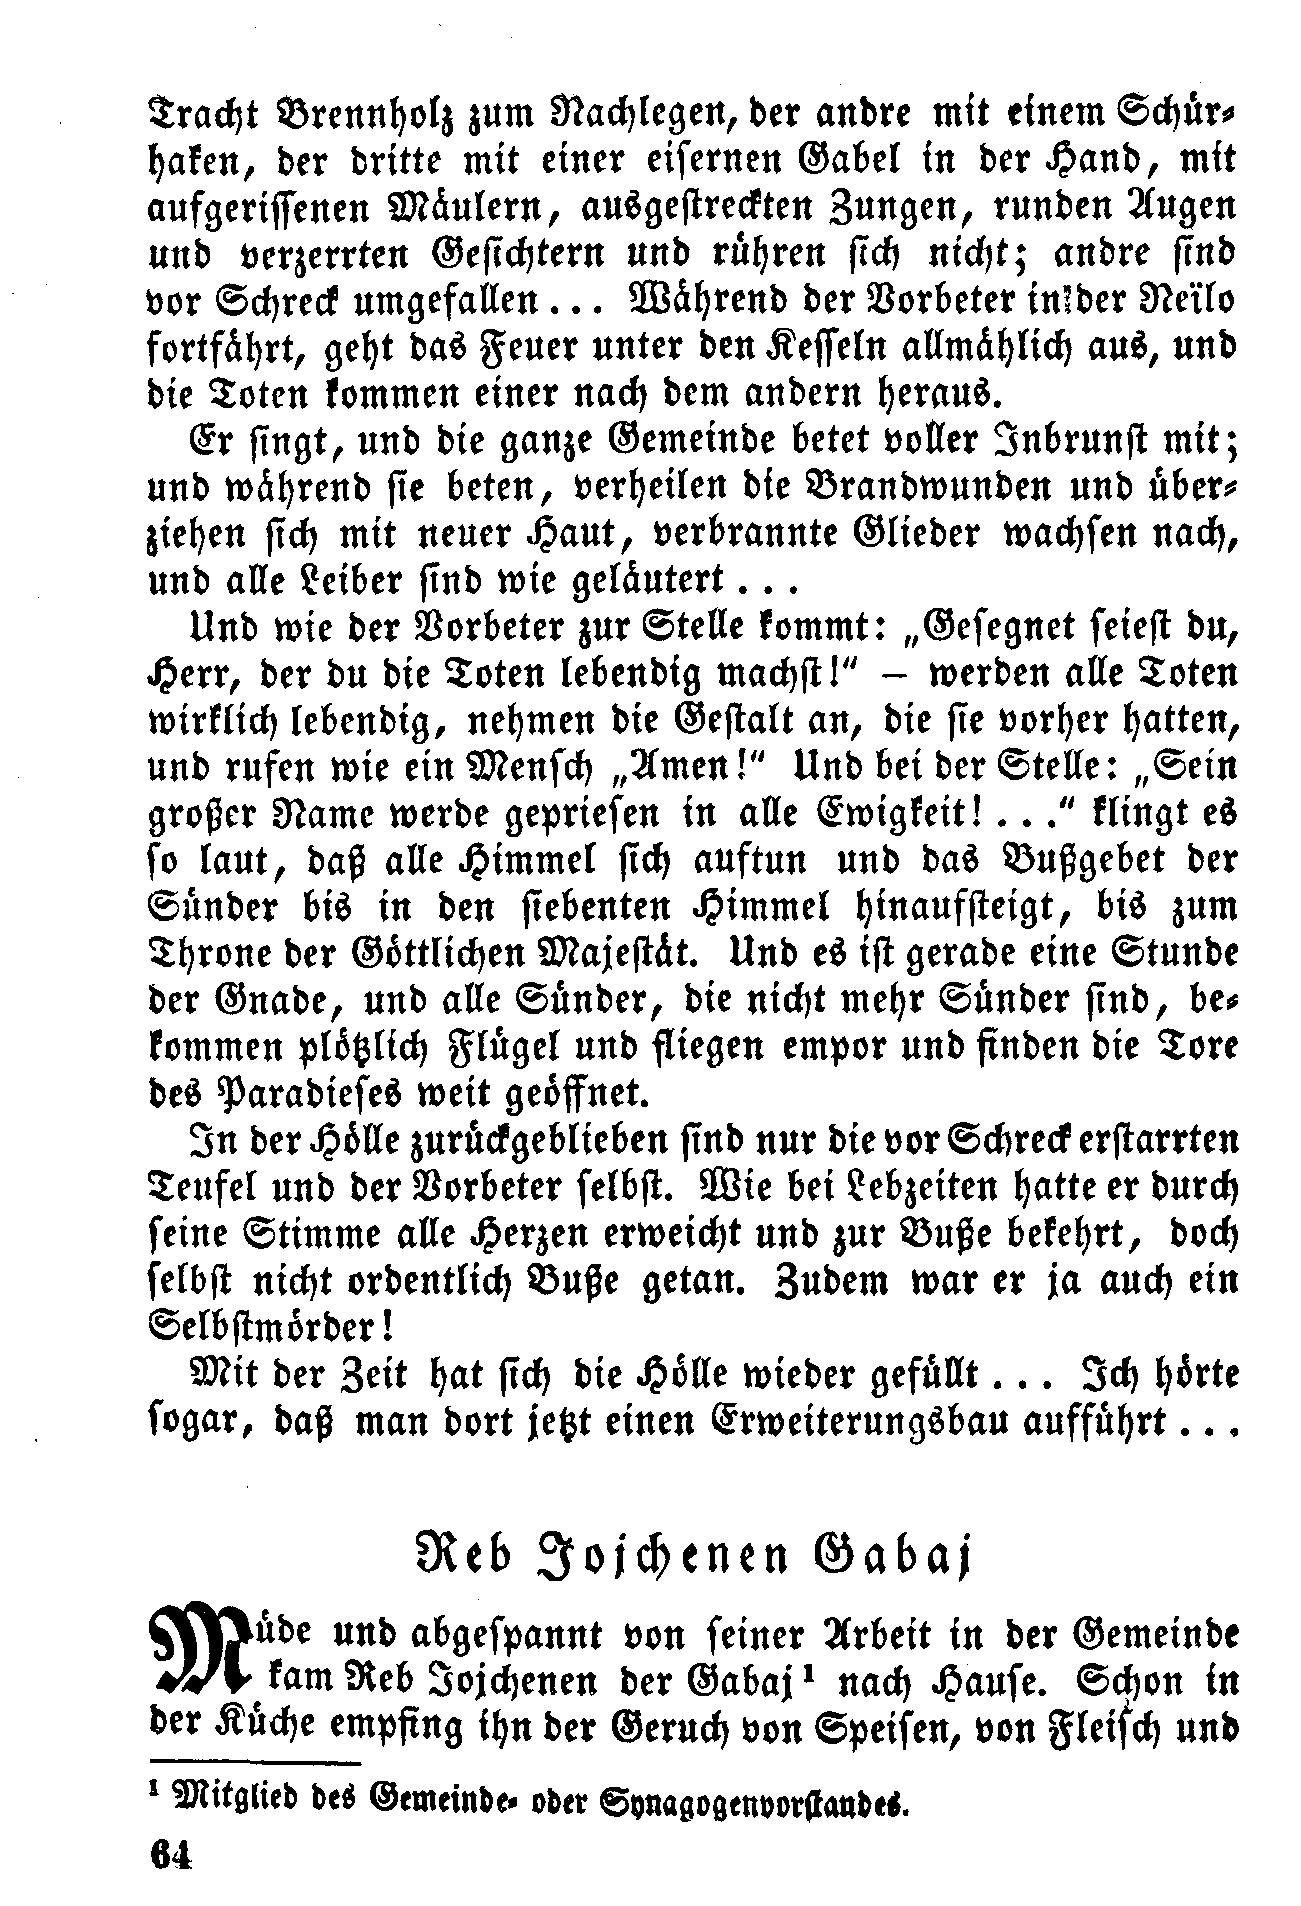 Tracht Brennholz zum Nachlegen, der andre mit einem Schür-
haken, der dritte mit einer eisernen Gabel in der Hand, mit
aufgerissenen Mäulern, ausgestreckten Zungen, runden Augen
und verzerrten Gesichtern und rühren sich nicht; andre sind
vor Schreck umgefallen... Während der Vorbeter in der Neïlo
fortfährt, geht das Feuer unter den Kesseln allmählich aus, und
die Toten kommen einer nach dem andern heraus.
Er singt, und die ganze Gemeinde betet voller Inbrunst mit;
und während sie beten, verheilen die Brandwunden und über-
ziehen sich mit neuer Haut, verbrannte Glieder wachsen nach,
und alle Leiber sind wie geläutert...
Und wie der Vorbeter zur Stelle kommt: „Gesegnet seiest du,
Herr, der du die Toten lebendig machst!“ – werden alle Toten
wirklich lebendig, nehmen die Gestalt an, die sie vorher hatten,
und rufen wie ein Mensch „Amen!“ Und bei der Stelle: „Sein
großer Name werde gepriesen in alle Ewigkeit!...“ klingt es
so laut, daß alle Himmel sich auftun und das Bußgebet der
Sünder bis in den siebenten Himmel hinaufsteigt, bis zum
Throne der Göttlichen Majestät. Und es ist gerade eine Stunde
der Gnade, und alle Sünder, die nicht mehr Sünder sind, be-
kommen plötzlich Flügel und fliegen empor und finden die Tore
des Paradieses weit geöffnet.
In der Hölle zurückgeblieben sind nur die vor Schreck erstarrten
Teufel und der Vorbeter selbst. Wie bei Lebzeiten hatte er durch
seine Stimme alle Herzen erweicht und zur Buße bekehrt, doch
selbst nicht ordentlich Buße getan. Zudem war er ja auch ein
Selbstmörder!
Mit der Zeit hat sich die Hölle wieder gefüllt... Ich hörte
sogar, daß man dort jetzt einen Erweiterungsbau aufführt...
Reb Jojchenen Gabaj
Müde und abgespannt von seiner Arbeit in der Gemeinde
kam Reb Jojchenen der Gabaj¹ nach Hause. Schon in
der Küche empfing ihn der Geruch von Speisen, von Fleisch und
¹ Mitglied des Gemeinde- oder Synagogenvorstandes.
64